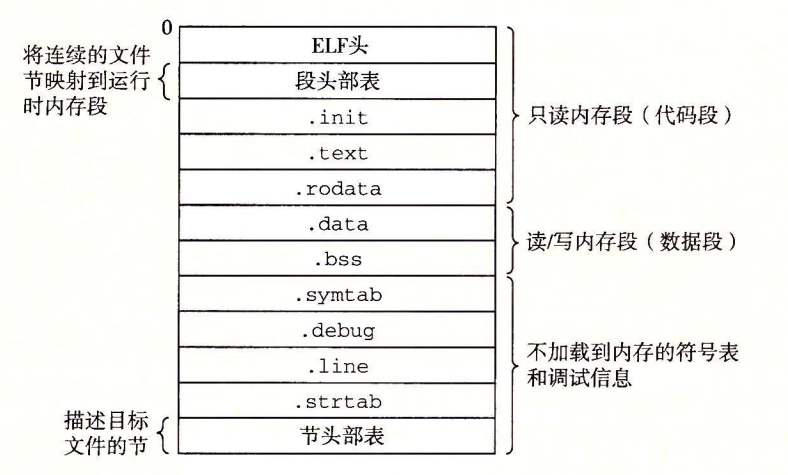 0
ELF头
将连续的文件
节映射到运行
时内存段
段头部表
.init
.text
.rodata
只读内存段（代码段）
.data
.bss
读/写内存段（数据段）
.symtab
.debug
.line
.strtab
不加载到内存的符号表
和调试信息
描述目标
文件的节
节头部表